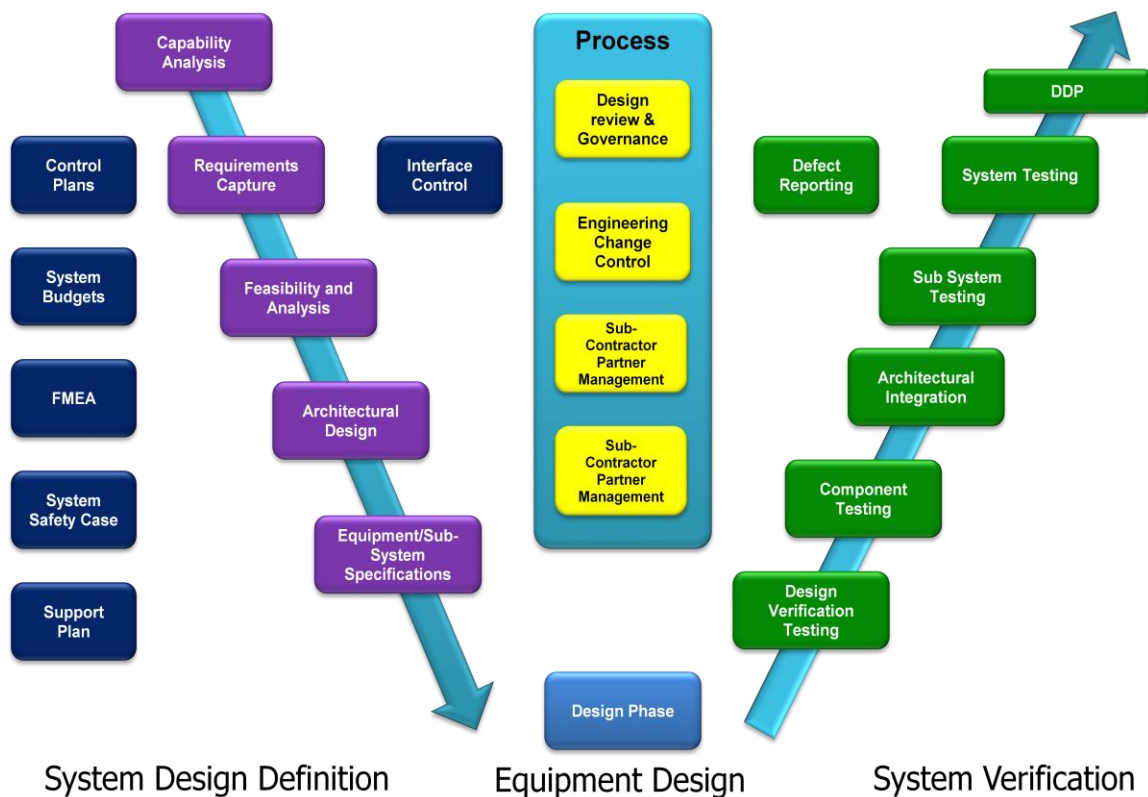 Capability
Analysis
Control
Plans
Requirements
Capture
Interface
Control
System
Budgets
Feasibility and
Analysis
FMEA
Architectural
Design
System
Safety Case
Equipment/Sub-
System
Specifications
Support
Plan
Process
Design
review &
Governance
Engineering
Change
Control
Sub-
Contractor
Partner
Management
Sub-
Contractor
Partner
Management
Design Phase
DDP
Defect
Reporting
System Testing
Sub System
Testing
Architectural
Integration
Component
Testing
Design
Verification
Testing
System Design Definition
Equipment Design
System Verification